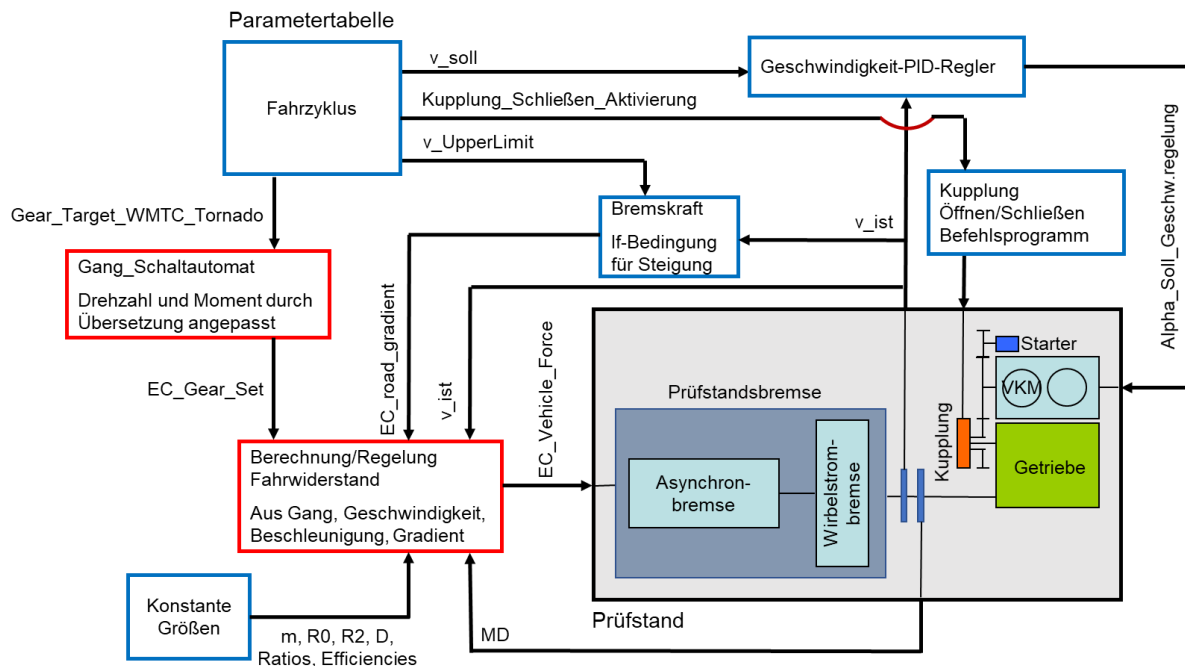 Parametertabelle
Fahrzyklus
v_soll
Geschwindigkeit-PID-Regler
Kupplung_Schließen_Aktivierung
v_UpperLimit
Gear_Target_WMTC_Tornado
Bremskraft
If-Bedingung
für Steigung
v_ist
Kupplung
Öffnen/Schließen
Befehlsprogramm
Alpha_Soll_Geschw.regelung
Gang_Schaltautomat
Drehzahl und Moment durch
Übersetzung angepasst
EC_Gear_Set
EC_road_gradient
v_ist
EC_Vehicle_Force
Prüfstandsbremse
Asynchron-
bremse
Wirbelstrom-
bremse
Kupplung
Starter
VKM
Getriebe
Berechnung/Regelung
Fahrwiderstand
Aus Gang, Geschwindigkeit,
Beschleunigung, Gradient
Prüfstand
Konstante
Größen
m, R0, R2, D,
Ratios, Efficiencies
MD